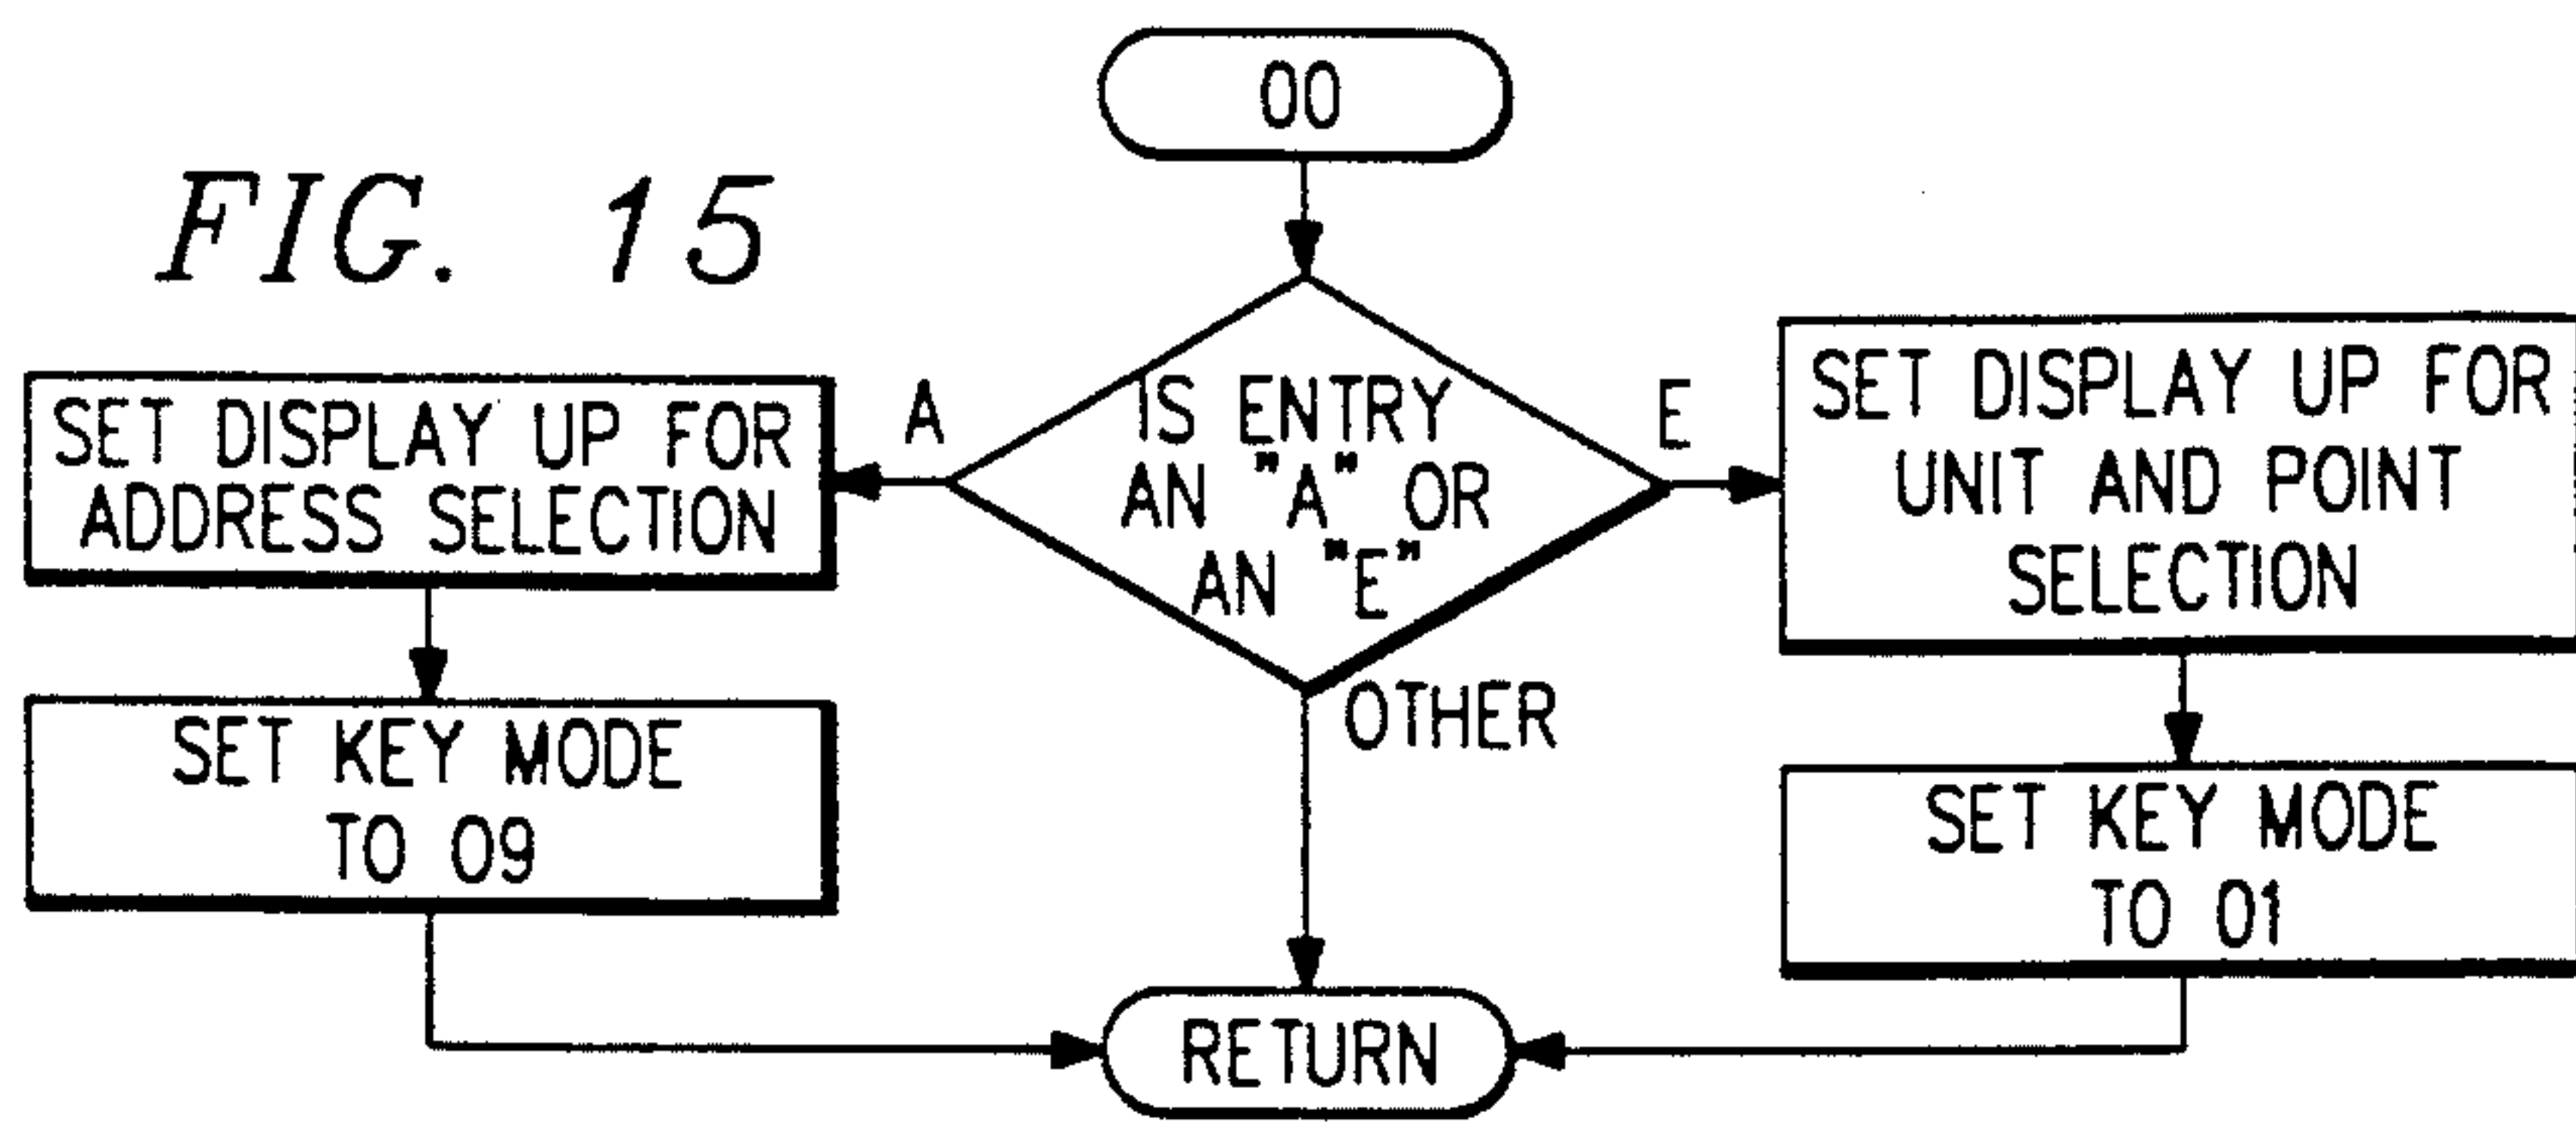 FIG. 15
00
IS ENTRY
AN "A" OR
AN "E"
A
E
OTHER
SET DISPLAY UP FOR
ADDRESS SELECTION
SET KEY MODE
TO 09
SET DISPLAY UP FOR
UNIT AND POINT
SELECTION
SET KEY MODE
TO 01
RETURN